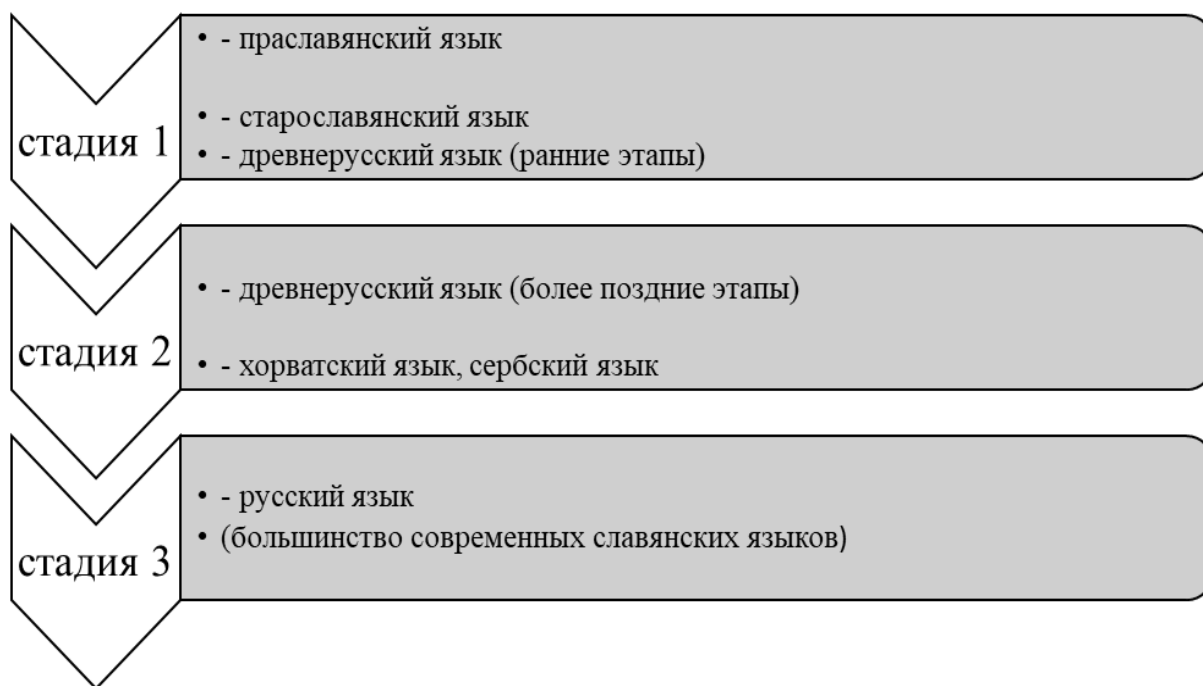 стадия 1
• - праславянский язык
• - старославянский язык
• - древнерусский язык (ранние этапы)
стадия 2
• - древнерусский язык (более поздние этапы)
• - хорватский язык, сербский язык
стадия 3
• - русский язык
• (большинство современных славянских языков)